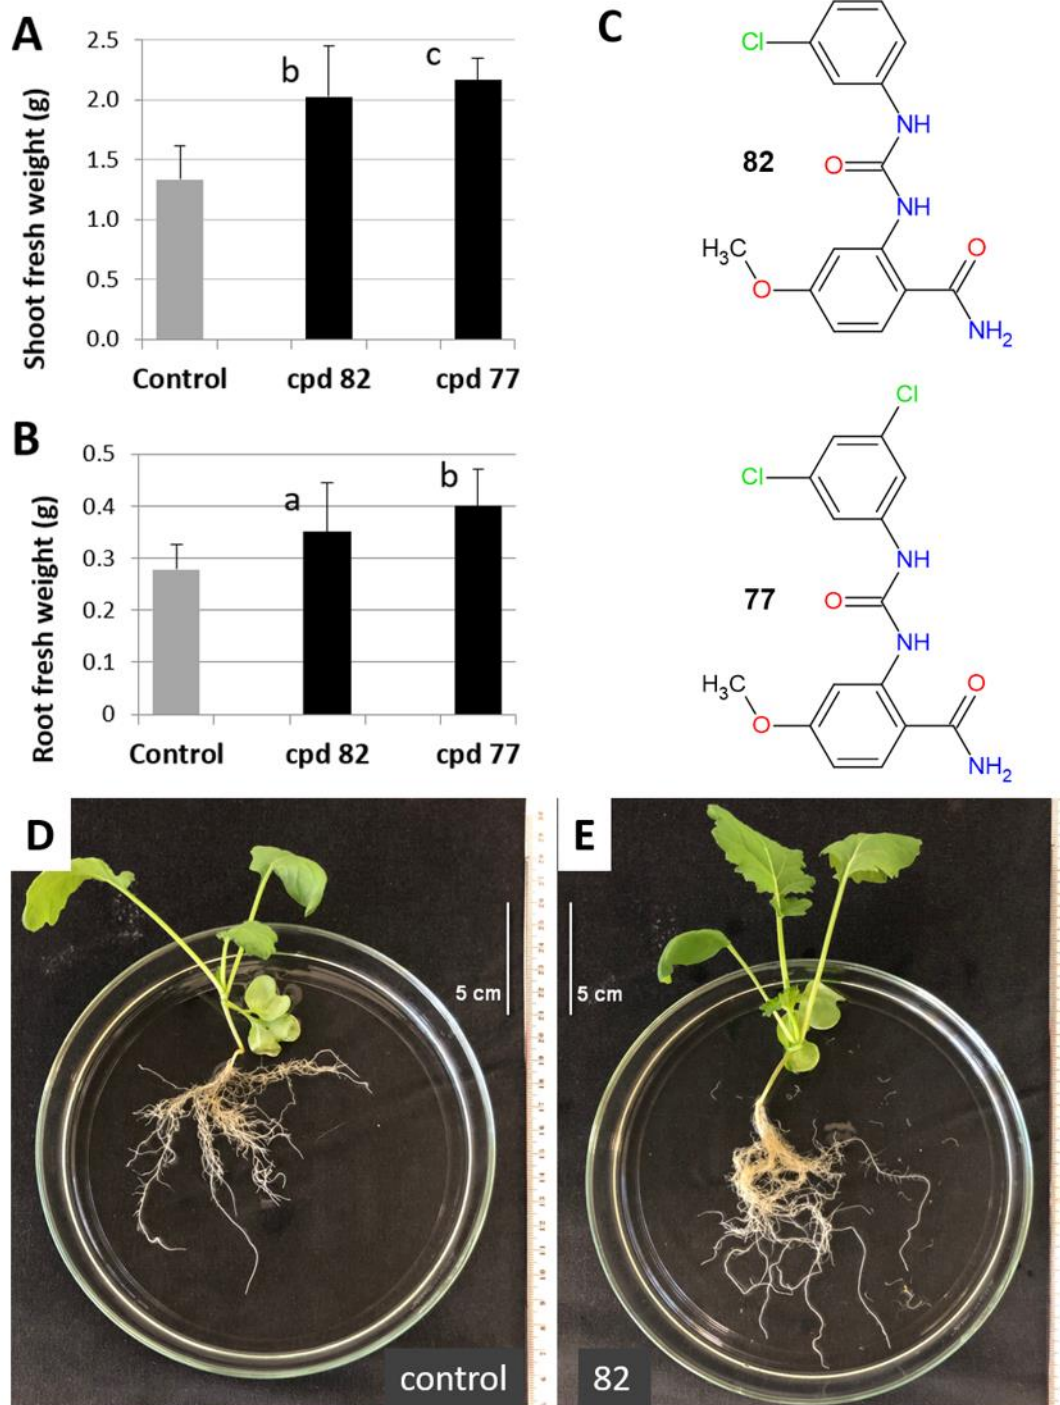 A
Shoot fresh weight (g)
2.5
2.0
1.5
1.0
0.5
0.0
b
c
Control
cpd 82
cpd 77
B
Root fresh weight (g)
0.5
0.4
0.3
0.2
0.1
0
a
b
Control
cpd 82
cpd 77
C
Cl
NH
82
O
NH
H₃C
O
O
NH₂
Cl
Cl
NH
77
O
NH
H₃C
O
O
NH₂
D
5 cm
control
E
5 cm
82